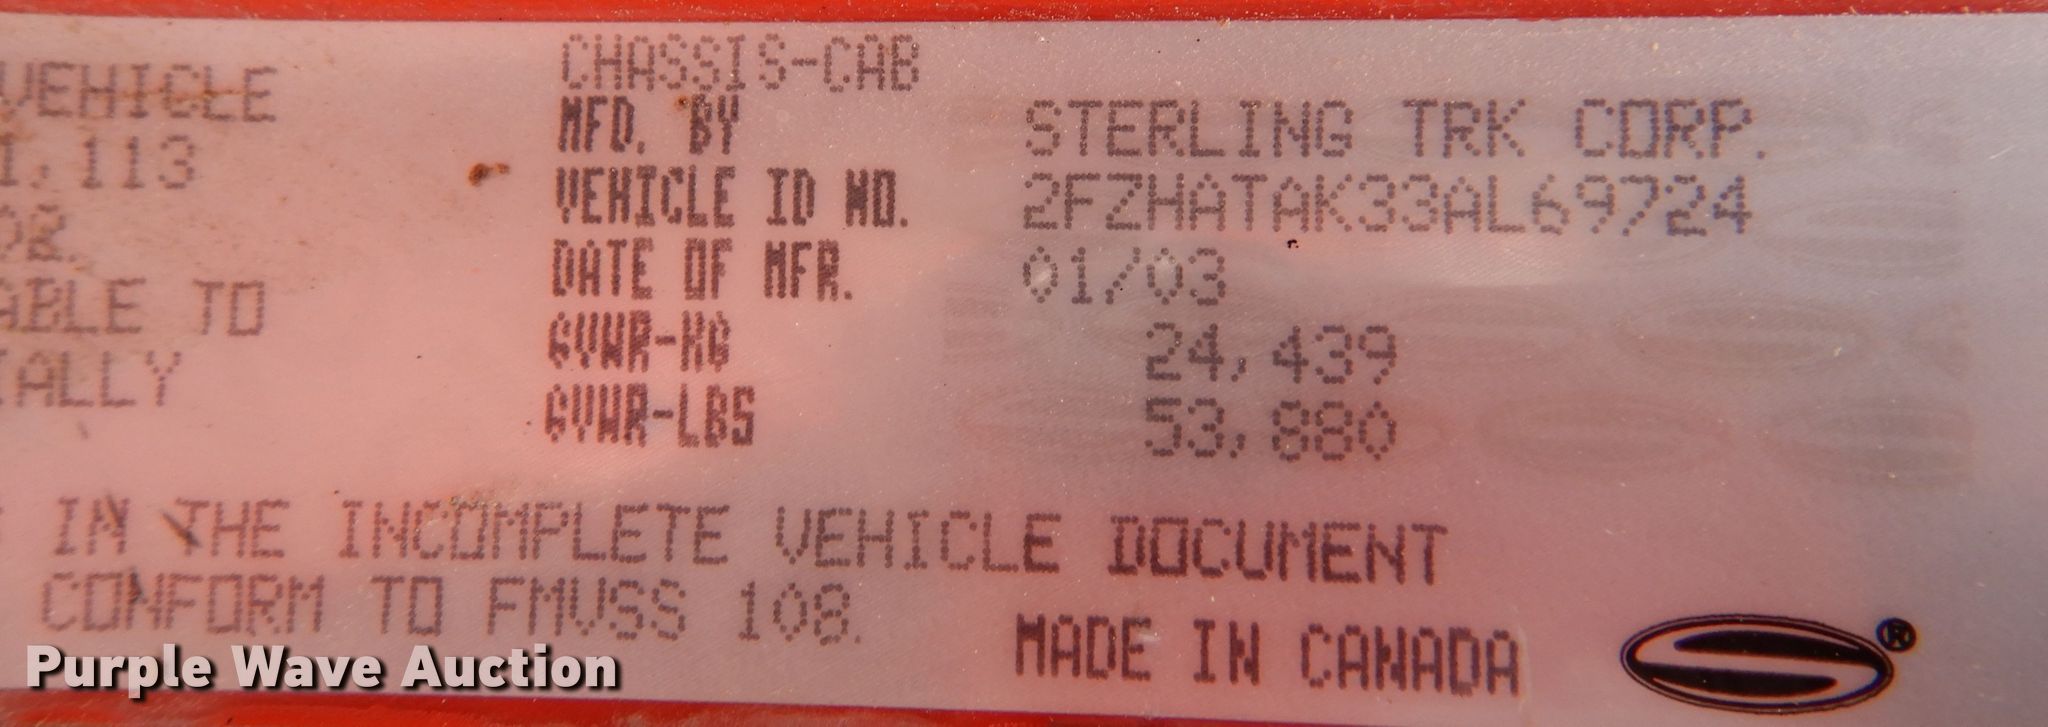 CHASSIS-CAB
VEHICLE
MFD. BY STERLING TRK CORP.
113
VEHICLE ID NO. 2FZHATAK33AL69724
DATE OF MFR. 01/03
ABLE TO
GVWR-KG 24,439
IALLY
GVWR-LBS 53,880
IN THE INCOMPLETE VEHICLE DOCUMENT
CONFORM TO FMVSS 108.
MADE IN CANADA
®
Purple Wave Auction